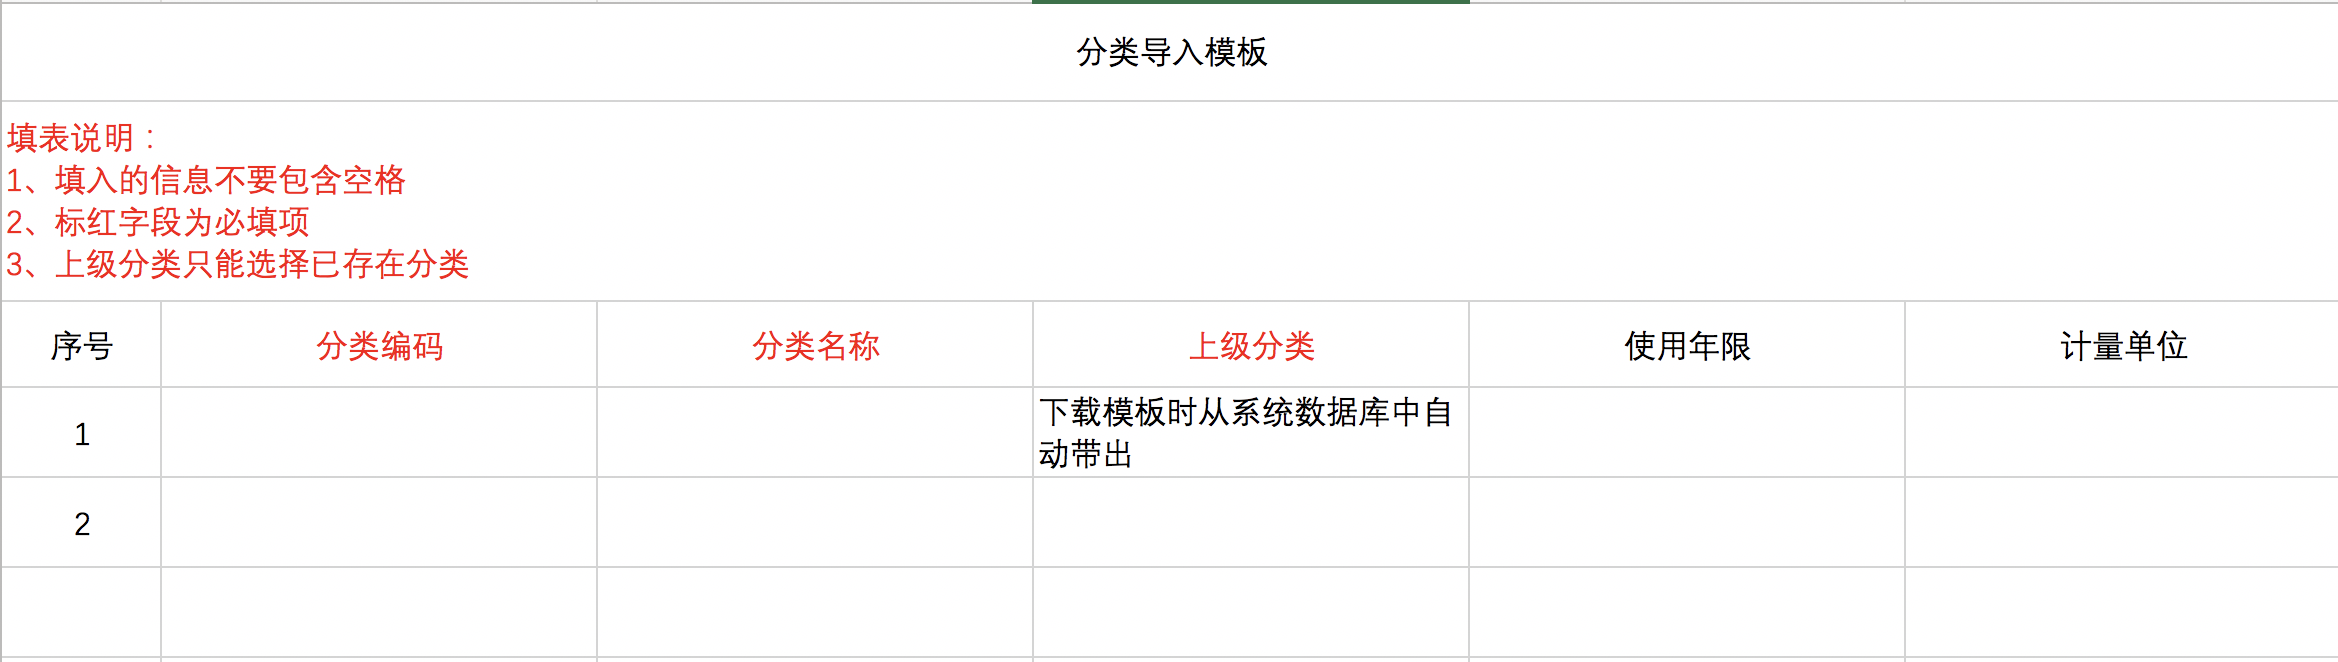 分类导入模板
填表说明：
1、填入的信息不要包含空格
2、标红字段为必填项
3、上级分类只能选择已存在分类
序号 分类编码 分类名称 上级分类 使用年限 计量单位
1 下载模板时从系统数据库中自
动带出
2